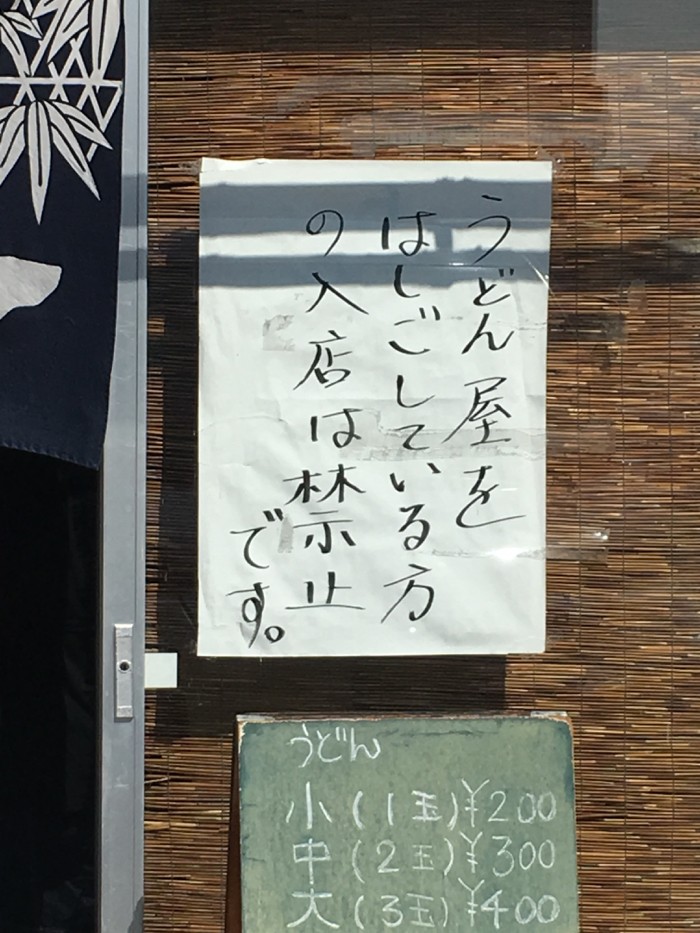 うどん屋を
はしごしている方
の入店は禁止
です。
うどん
小(1玉)¥200
中(2玉)¥300
大(3玉)¥400